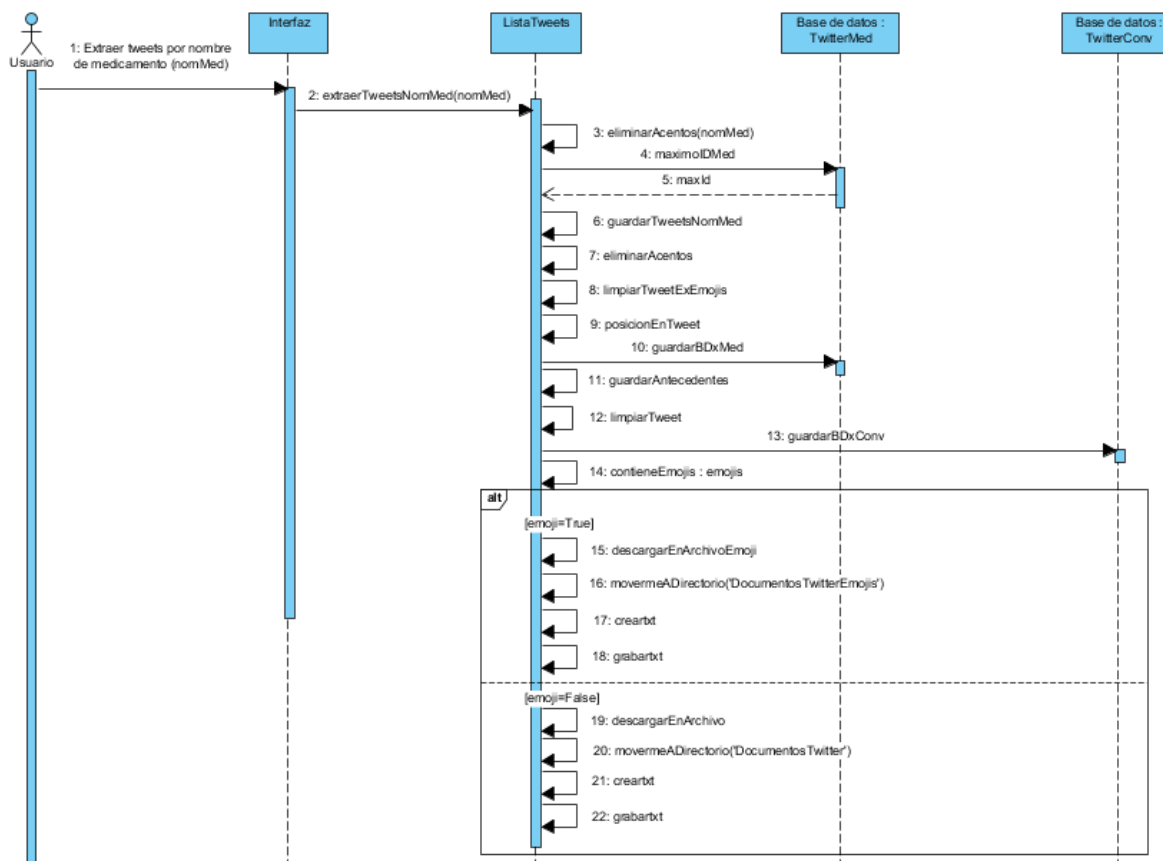 Usuario
Interfaz
ListaTweets
Base de datos :
TwitterMed
Base de datos :
TwitterConv
1: Extraer tweets por nombre
de medicamento (nomMed)
2: extraerTweetsNomMed(nomMed)
3: eliminarAcentos(nomMed)
4: maximoIDMed
5: maxId
6: guardarTweetsNomMed
7: eliminarAcentos
8: limpiarTweetExEmojis
9: posicionEnTweet
10: guardarBDxMed
11: guardarAntecedentes
12: limpiarTweet
13: guardarBDxConv
14: contieneEmojis : emojis
alt
[emoji=True]
15: descargarEnArchivoEmoji
16: movermeADirectorio('DocumentosTwitterEmojis')
17: creartxt
18: grabartxt
[emoji=False]
19: descargarEnArchivo
20: movermeADirectorio('DocumentosTwitter')
21: creartxt
22: grabartxt